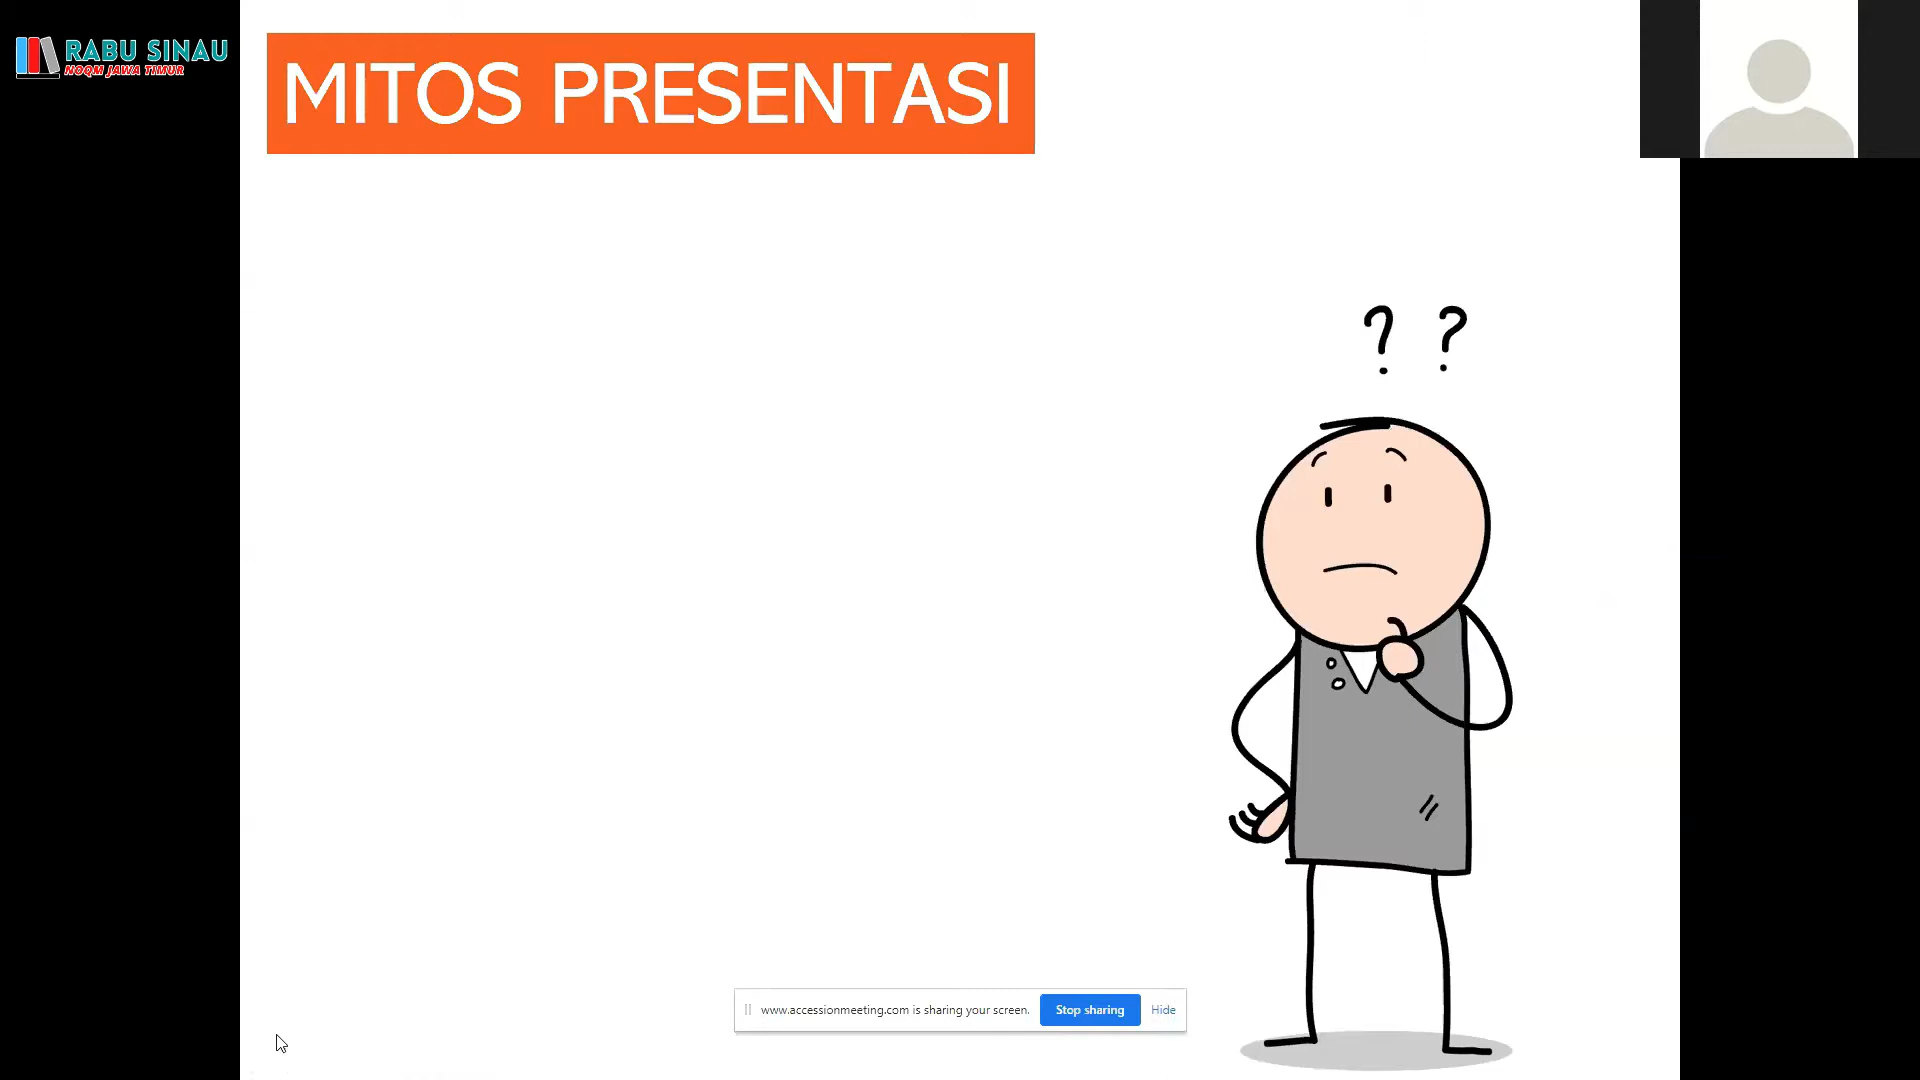 RABU SINAU
NOQM JAWA TIMUR
MITOS PRESENTASI
? ?
www.accessionmeeting.com is sharing your screen.
Stop sharing
Hide